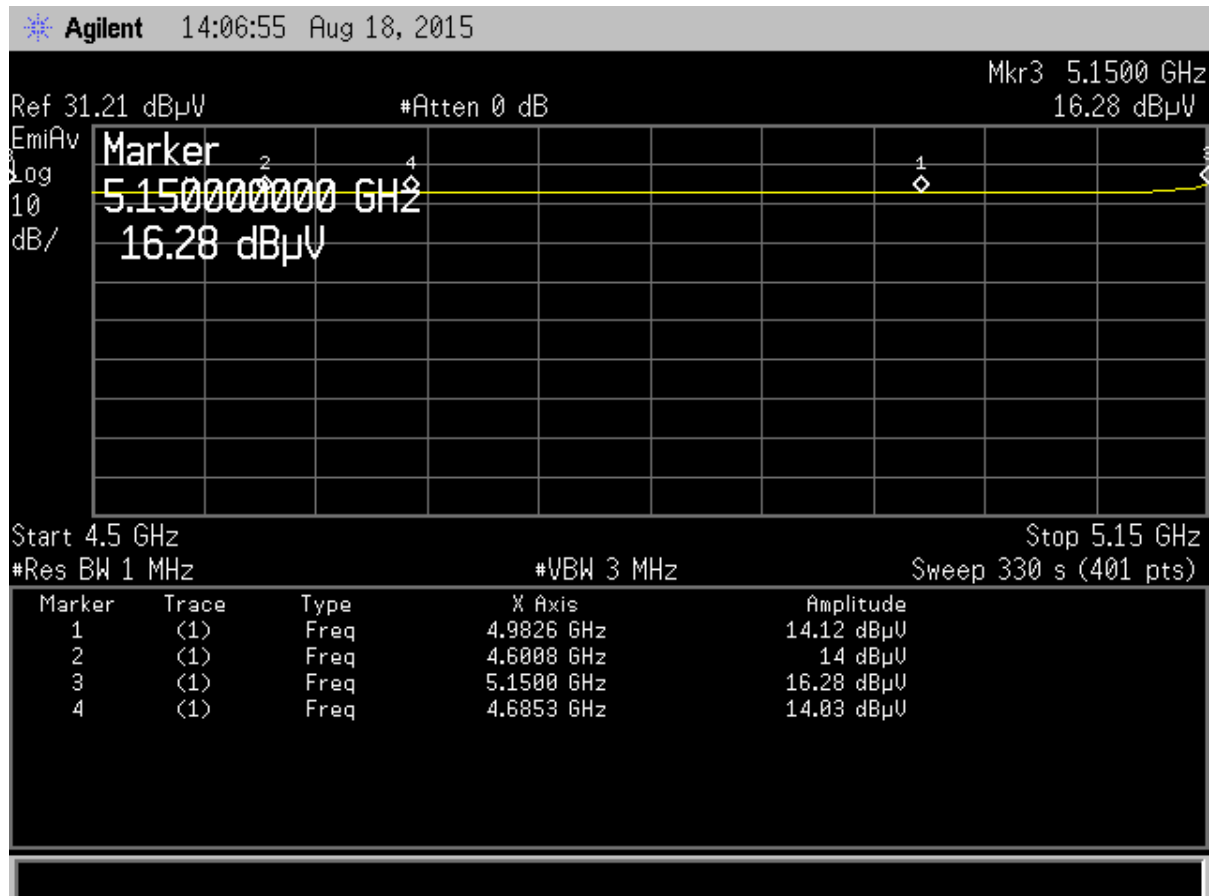 Agilent 14:06:55 Aug 18, 2015
Mkr3 5.1500 GHz
Ref 31.21 dBµV #Atten 0 dB 16.28 dBµV
EmiAv
Log
10
dB/
Marker
5.150000000 GHz
16.28 dBµV
2 4 1 3
Start 4.5 GHz Stop 5.15 GHz
#Res BW 1 MHz #VBW 3 MHz Sweep 330 s (401 pts)
Marker Trace Type X Axis Amplitude
1 (1) Freq 4.9826 GHz 14.12 dBµV
2 (1) Freq 4.6008 GHz 14 dBµV
3 (1) Freq 5.1500 GHz 16.28 dBµV
4 (1) Freq 4.6853 GHz 14.03 dBµV